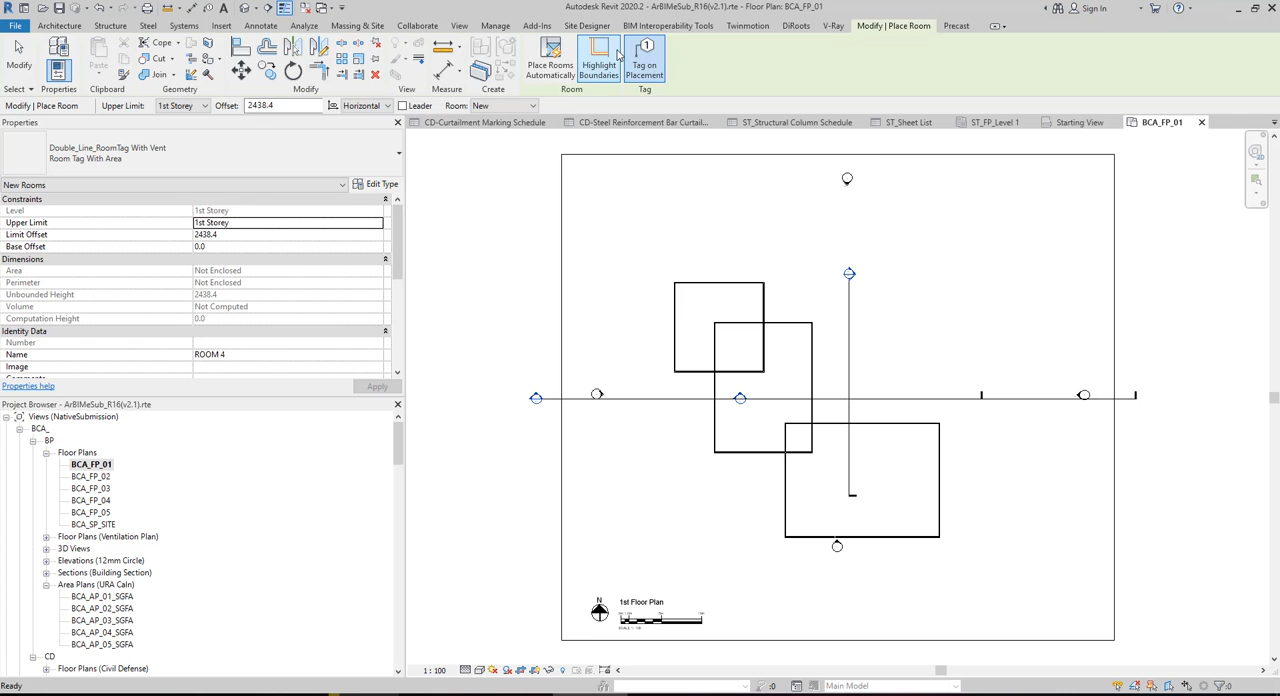 Autodesk Revit 2020.2 - ArBIMeSub_R16(v2.1).rte - Floor Plan: BCA_FP_01
Sign In
File Architecture Structure Steel Systems Insert Annotate Analyze Massing & Site Collaborate View Manage Add-Ins Site Designer BIM Interoperability Tools Twinmotion DiRoots V-Ray Modify | Place Room Precast
Modify
Paste
Cope
Cut
Join
Place Rooms Automatically
Highlight Boundaries
Tag on Placement
Select Properties Clipboard Geometry Modify View Measure Create Room Tag
Modify | Place Room Upper Limit: 1st Storey Offset: 2438.4 Horizontal Leader Room: New
Properties
CD-Curtailment Marking Schedule CD-Steel Reinforcement Bar Curtail... ST_Structural Column Schedule ST_Sheet List ST_FP_Level 1 Starting View BCA_FP_01
Double_Line_RoomTag With Vent
Room Tag With Area
New Rooms Edit Type
Constraints
Level 1st Storey
Upper Limit 1st Storey
Limit Offset 2438.4
Base Offset 0.0
Dimensions
Area Not Enclosed
Perimeter Not Enclosed
Unbounded Height 2438.4
Volume Not Computed
Computation Height 0.0
Identity Data
Number
Name ROOM 4
Image
Properties help Apply
Project Browser - ArBIMeSub_R16(v2.1).rte
Views (NativeSubmission)
BCA_
BP
Floor Plans
BCA_FP_01
BCA_FP_02
BCA_FP_03
BCA_FP_04
BCA_FP_05
BCA_SP_SITE
Floor Plans (Ventilation Plan)
3D Views
Elevations (12mm Circle)
Sections (Building Section)
Area Plans (URA Caln)
BCA_AP_01_SGFA
BCA_AP_02_SGFA
BCA_AP_03_SGFA
BCA_AP_04_SGFA
BCA_AP_05_SGFA
CD
Floor Plans (Civil Defense)
N
1st Floor Plan
1 : 100
Ready
:0
Main Model
:0